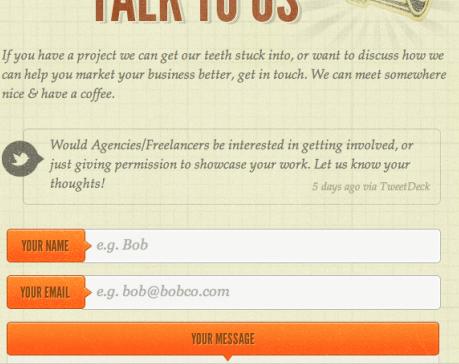 TALK TO US
If you have a project we can get our teeth stuck into, or want to discuss how we
can help you market your business better, get in touch. We can meet somewhere
nice & have a coffee.
Would Agencies/Freelancers be interested in getting involved, or
just giving permission to showcase your work. Let us know your
thoughts!
5 days ago via TweetDeck
YOUR NAME
e.g. Bob
YOUR EMAIL
e.g. bob@bobco.com
YOUR MESSAGE